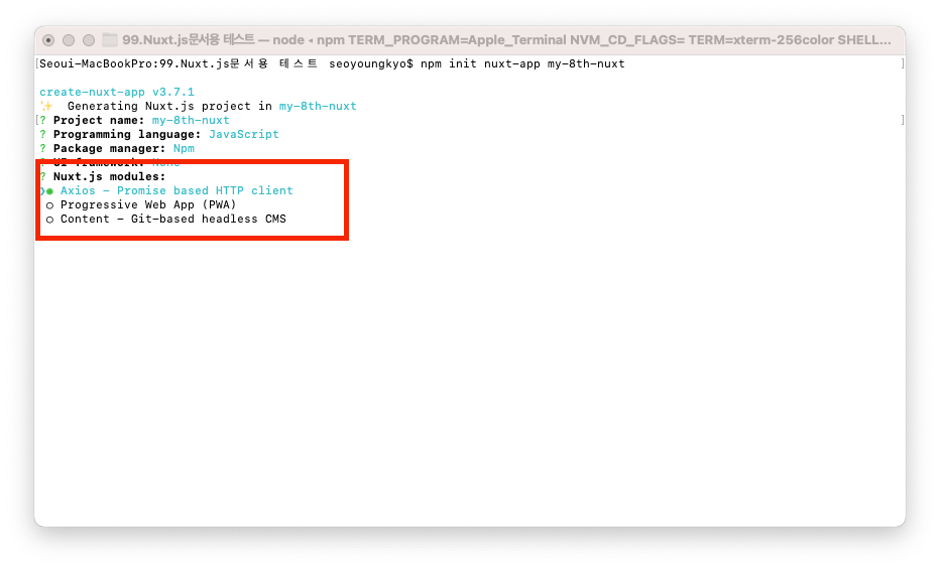 99.Nuxt.js문서용 테스트 — node ◂ npm TERM_PROGRAM=Apple_Terminal NVM_CD_FLAGS= TERM=xterm-256color SHELL...
[Seoui-MacBookPro:99.Nuxt.js문서용 테스트 seoyoungkyo$ npm init nuxt-app my-8th-nuxt ]
create-nuxt-app v3.7.1
✨ Generating Nuxt.js project in my-8th-nuxt
[? Project name: my-8th-nuxt ]
? Programming language: JavaScript
? Package manager: Npm
? UI framework: None
? Nuxt.js modules:
❯◉ Axios - Promise based HTTP client
◯ Progressive Web App (PWA)
◯ Content - Git-based headless CMS